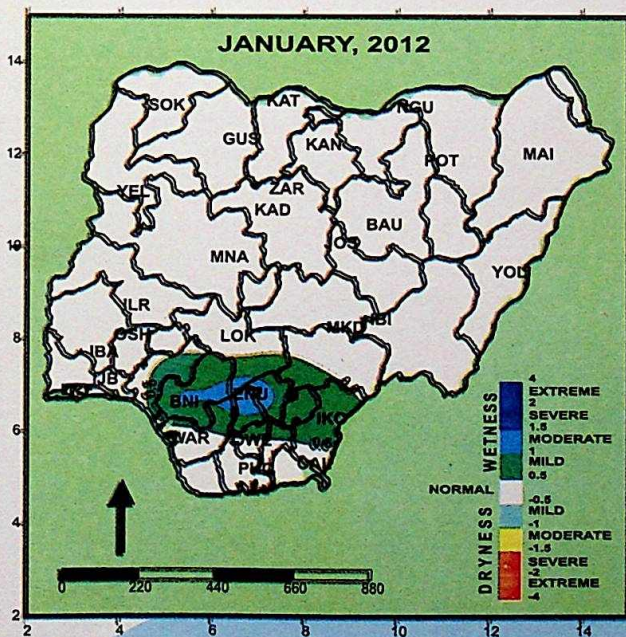 JANUARY, 2012
14
12
10
8
6
4
2
SOK
KAT
NGU
GUS
KAN
POT
MAI
YEL
ZAR
KAD
BAU
JOS
MNA
YOL
ILR
OSH
LOK
MKD
IBI
IBA
BNI
ENU
IKO
WAR
OWE
CAL
4
EXTREME
2
SEVERE
1.5
MODERATE
1
MILD
0.5
NORMAL
-0.5
MILD
-1
MODERATE
-1.5
SEVERE
-2
EXTREME
-4
WETNESS
DRYNESS
0 220 440 660 880
2 4 6 8 10 12 14